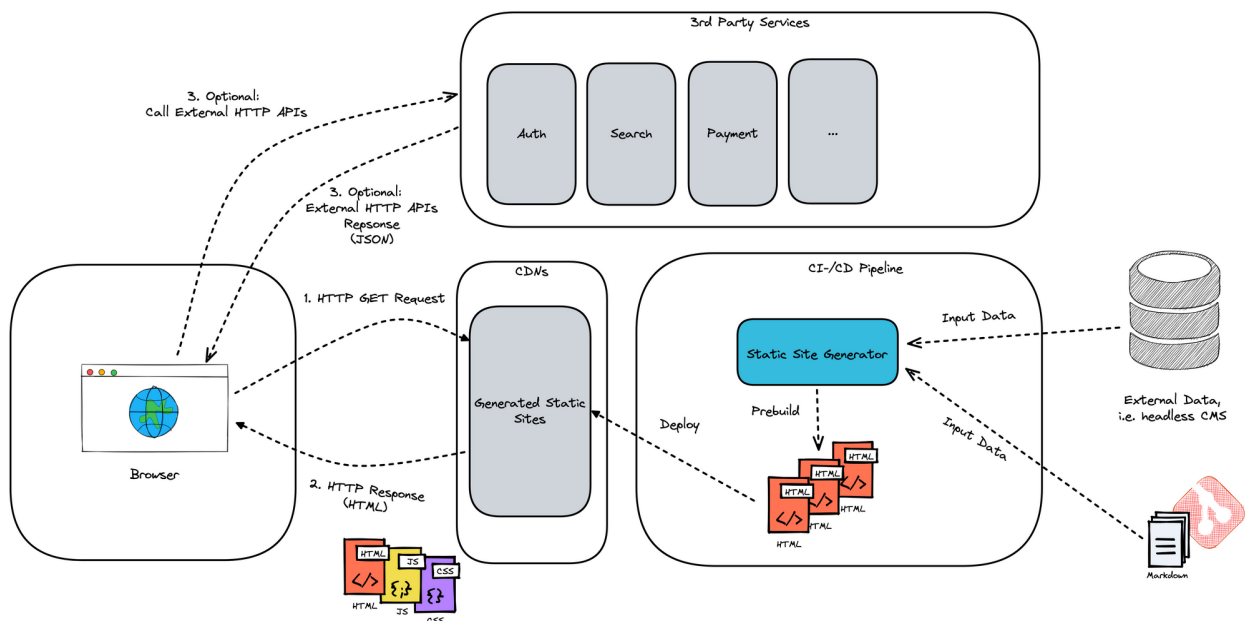 3rd Party Services
3. Optional:
Call External HTTP APIs
Auth
Search
Payment
...
3. Optional:
External HTTP APIs
Repsonse
(JSON)
CDNs
CI-/CD Pipeline
1. HTTP GET Request
Input Data
Static Site Generator
Generated Static
Sites
Prebuild
External Data,
i.e. headless CMS
Deploy
Input Data
Browser
2. HTTP Response
(HTML)
HTML
</>
HTML
HTML
</>
HTML
HTML
</>
HTML
HTML
</>
HTML
JS
{;}
JS
CSS
{}
CSS
Markdown